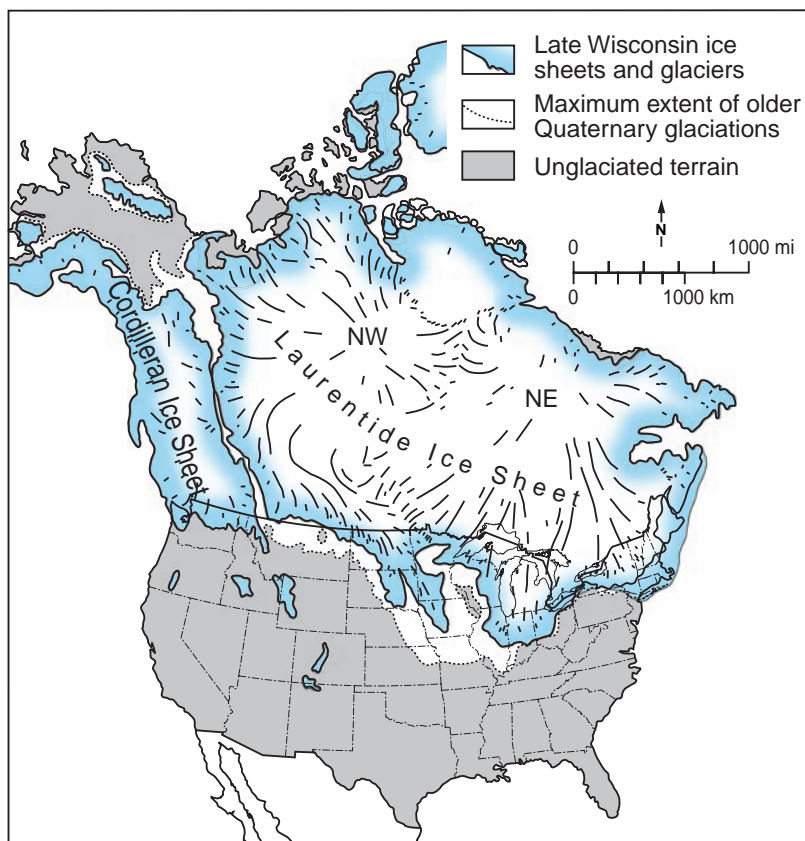 Late Wisconsin ice
sheets and glaciers
Maximum extent of older
Quaternary glaciations
Unglaciated terrain
N
0 1000 mi
0 1000 km
NW
NE
Cordilleran Ice Sheet
Laurentide Ice Sheet